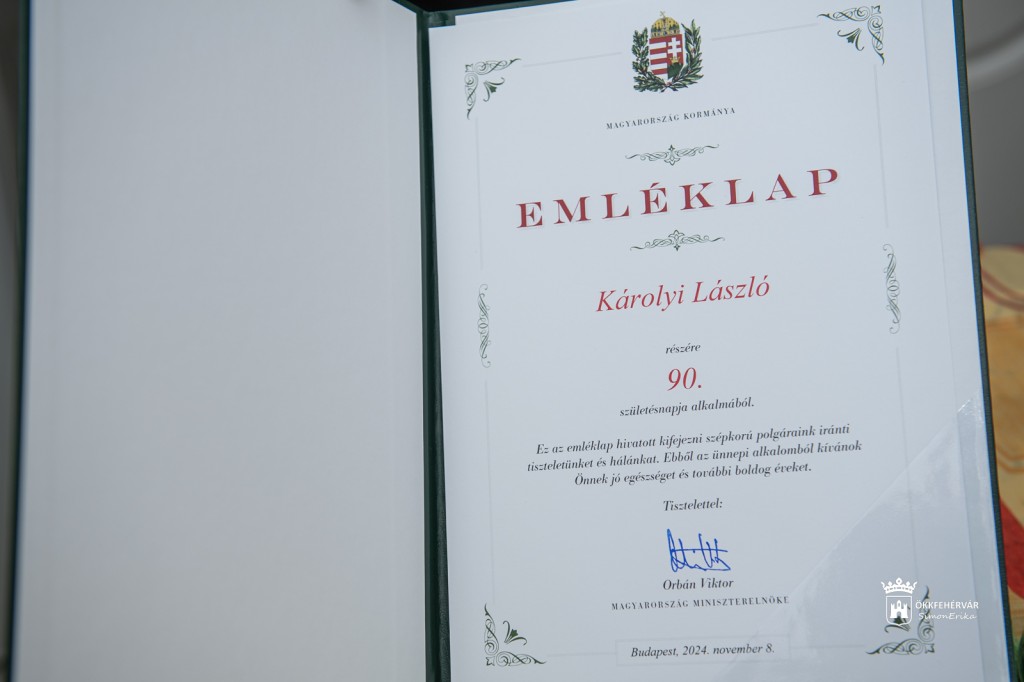 MAGYARORSZÁG KORMÁNYA
EMLÉKLAP
Károlyi László
részére
90.
születésnapja alkalmából.
Ez az emléklap hivatott kifejezni szépkorú polgáraink iránti
tiszteletünket és hálánkat. Ebből az ünnepi alkalomból kívánok
Önnek jó egészséget és további boldog éveket.
Tisztelettel:
Orbán Viktor
MAGYARORSZÁG MINISZTERELNÖKE
Budapest, 2024. november 8.
ÖKKFEHÉRVÁR
SimonErika